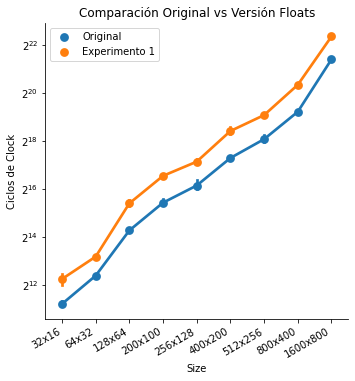 Comparación Original vs Versión Floats
Original
Experimento 1
2^22
2^20
2^18
2^16
2^14
2^12
Ciclos de Clock
32x16
64x32
128x64
200x100
256x128
400x200
512x256
800x400
1600x800
Size